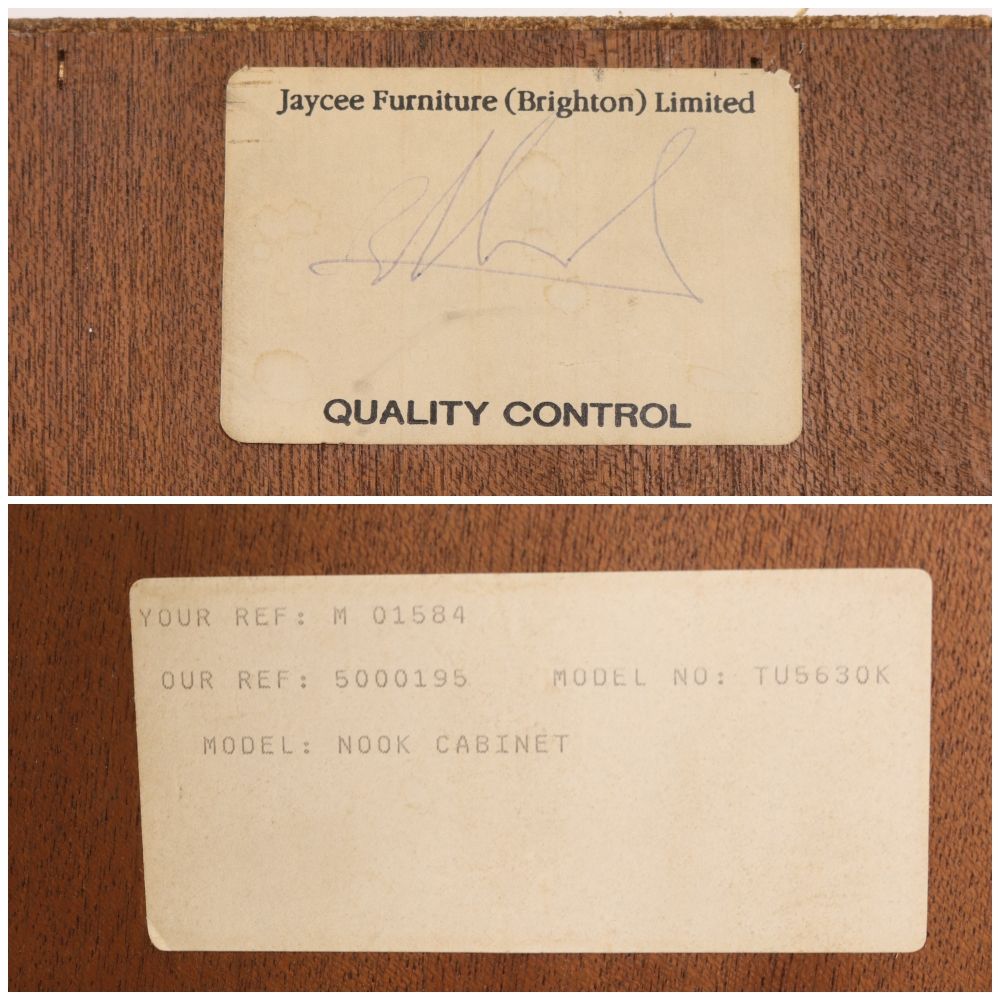 Jaycee Furniture (Brighton) Limited
QUALITY CONTROL
YOUR REF: M 01584
OUR REF: 5000195 MODEL NO: TU5630K
MODEL: NOOK CABINET